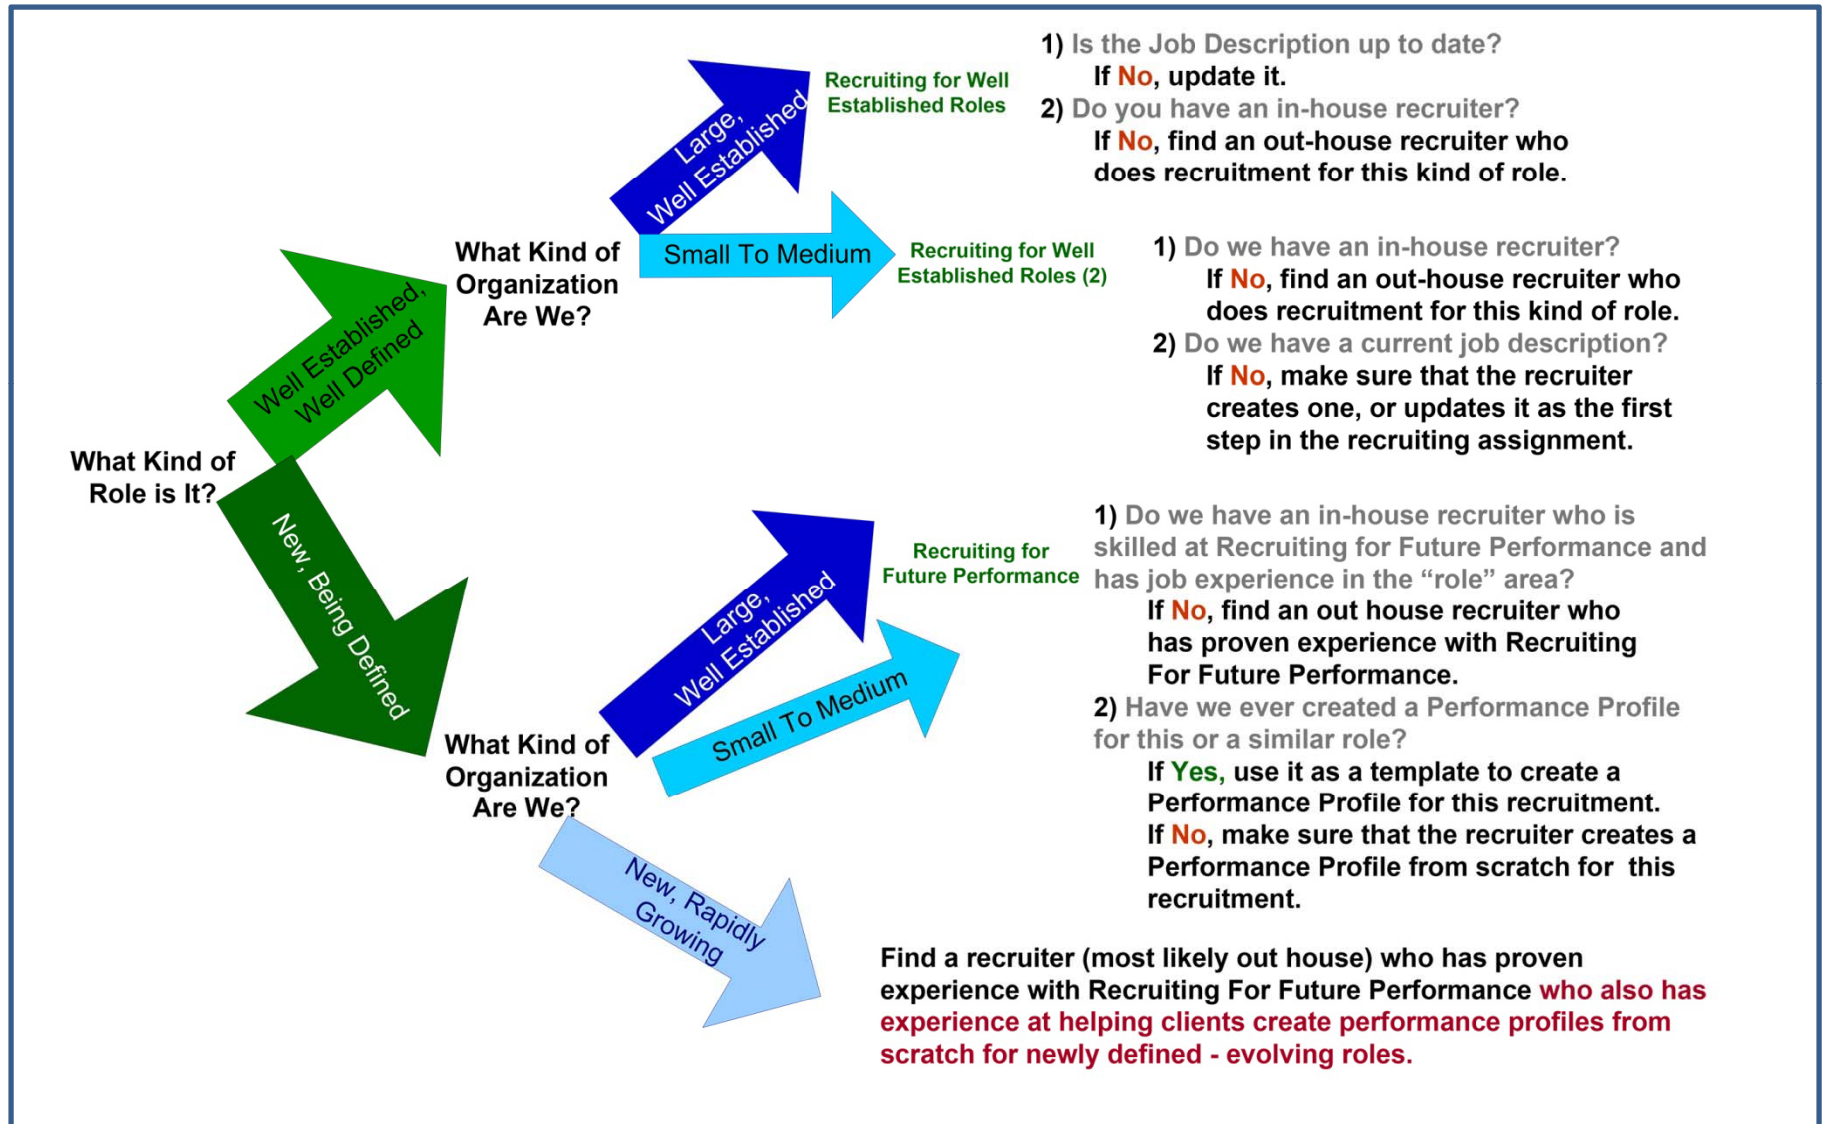 1) Is the Job Description up to date?
If No, update it.
2) Do you have an in-house recruiter?
If No, find an out-house recruiter who
does recruitment for this kind of role.
Recruiting for Well
Established Roles
Large,
Well Established
What Kind of
Organization
Are We?
Small To Medium
Recruiting for Well
Established Roles (2)
1) Do we have an in-house recruiter?
If No, find an out-house recruiter who
does recruitment for this kind of role.
2) Do we have a current job description?
If No, make sure that the recruiter
creates one, or updates it as the first
step in the recruiting assignment.
Well Established,
Well Defined
What Kind of
Role is It?
New, Being Defined
What Kind of
Organization
Are We?
Large,
Well Established
Small To Medium
Recruiting for
Future Performance
1) Do we have an in-house recruiter who is
skilled at Recruiting for Future Performance and
has job experience in the “role” area?
If No, find an out house recruiter who
has proven experience with Recruiting
For Future Performance.
2) Have we ever created a Performance Profile
for this or a similar role?
If Yes, use it as a template to create a
Performance Profile for this recruitment.
If No, make sure that the recruiter creates a
Performance Profile from scratch for this
recruitment.
New, Rapidly
Growing
Find a recruiter (most likely out house) who has proven
experience with Recruiting For Future Performance who also has
experience at helping clients create performance profiles from
scratch for newly defined - evolving roles.